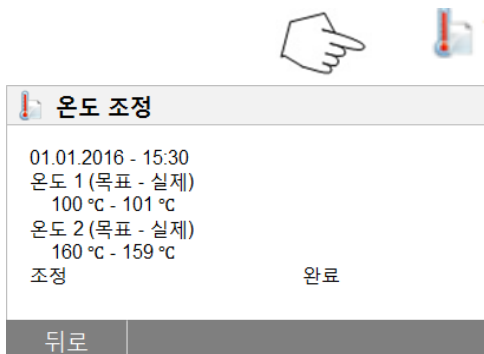 온도 조정
01.01.2016 - 15:30
온도 1 (목표 - 실제)
100 °C - 101 °C
온도 2 (목표 - 실제)
160 °C - 159 °C
조정 완료
뒤로